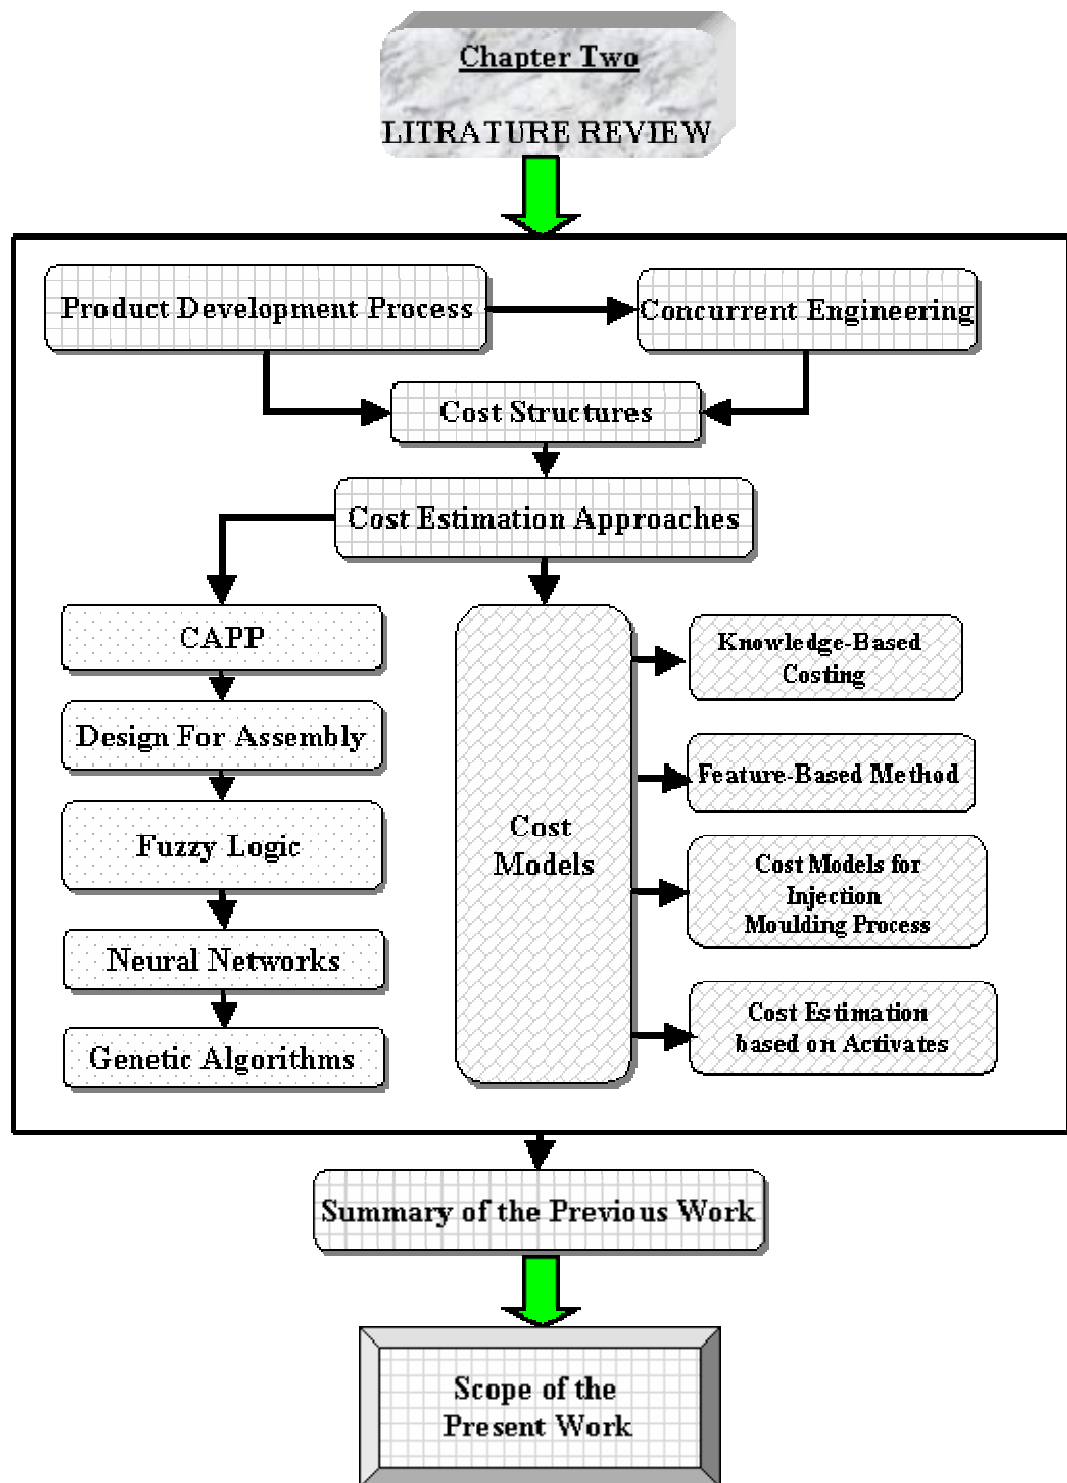 Chapter Two
LITRATURE REVIEW
Product Development Process
Concurrent Engineering
Cost Structures
Cost Estimation Approaches
CAPP
Design For Assembly
Fuzzy Logic
Neural Networks
Genetic Algorithms
Cost
Models
Knowledge-Based
Costing
Feature-Based Method
Cost Models for
Injection
Moulding Process
Cost Estimation
based on Activates
Summary of the Previous Work
Scope of the
Present Work